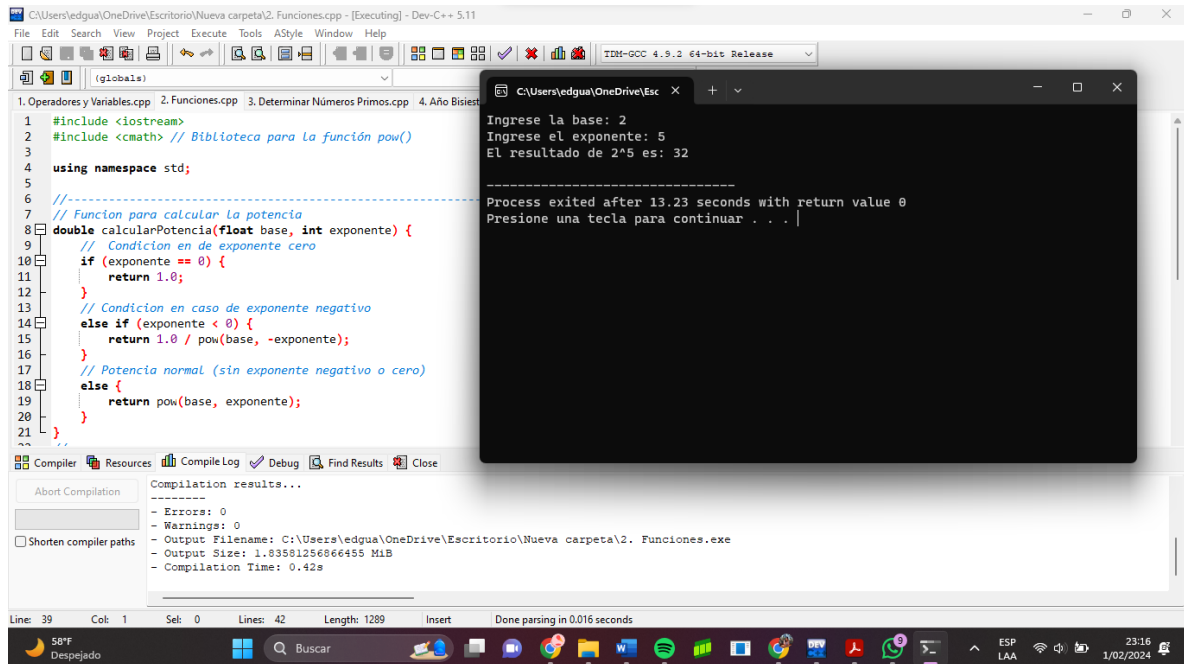 C:\Users\edgua\OneDrive\Escritorio\Nueva carpeta\2. Funciones.cpp - [Executing] - Dev-C++ 5.11
File Edit Search View Project Execute Tools AStyle Window Help
TDM-GCC 4.9.2 64-bit Release
(globals)
1. Operadores y Variables.cpp 2. Funciones.cpp 3. Determinar Números Primos.cpp 4. Año Bisiest
1 #include <iostream>
2 #include <cmath> // Biblioteca para la función pow()
3
4 using namespace std;
5
6 //------------------------------------------------------
7 // Funcion para calcular la potencia
8 double calcularPotencia(float base, int exponente) {
9 // Condicion en de exponente cero
10 if (exponente == 0) {
11 return 1.0;
12 }
13 // Condicion en caso de exponente negativo
14 else if (exponente < 0) {
15 return 1.0 / pow(base, -exponente);
16 }
17 // Potencia normal (sin exponente negativo o cero)
18 else {
19 return pow(base, exponente);
20 }
21 }
C:\Users\edgua\OneDrive\Esc
Ingrese la base: 2
Ingrese el exponente: 5
El resultado de 2^5 es: 32
--------------------------------
Process exited after 13.23 seconds with return value 0
Presione una tecla para continuar . . .
Compiler Resources Compile Log Debug Find Results Close
Abort Compilation
Shorten compiler paths
Compilation results...
--------
- Errors: 0
- Warnings: 0
- Output Filename: C:\Users\edgua\OneDrive\Escritorio\Nueva carpeta\2. Funciones.exe
- Output Size: 1.83581256866455 MiB
- Compilation Time: 0.42s
Line: 39 Col: 1 Sel: 0 Lines: 42 Length: 1289 Insert Done parsing in 0.016 seconds
58°F
Despejado
Buscar
DEV
9
ESP
LAA
23:16
1/02/2024